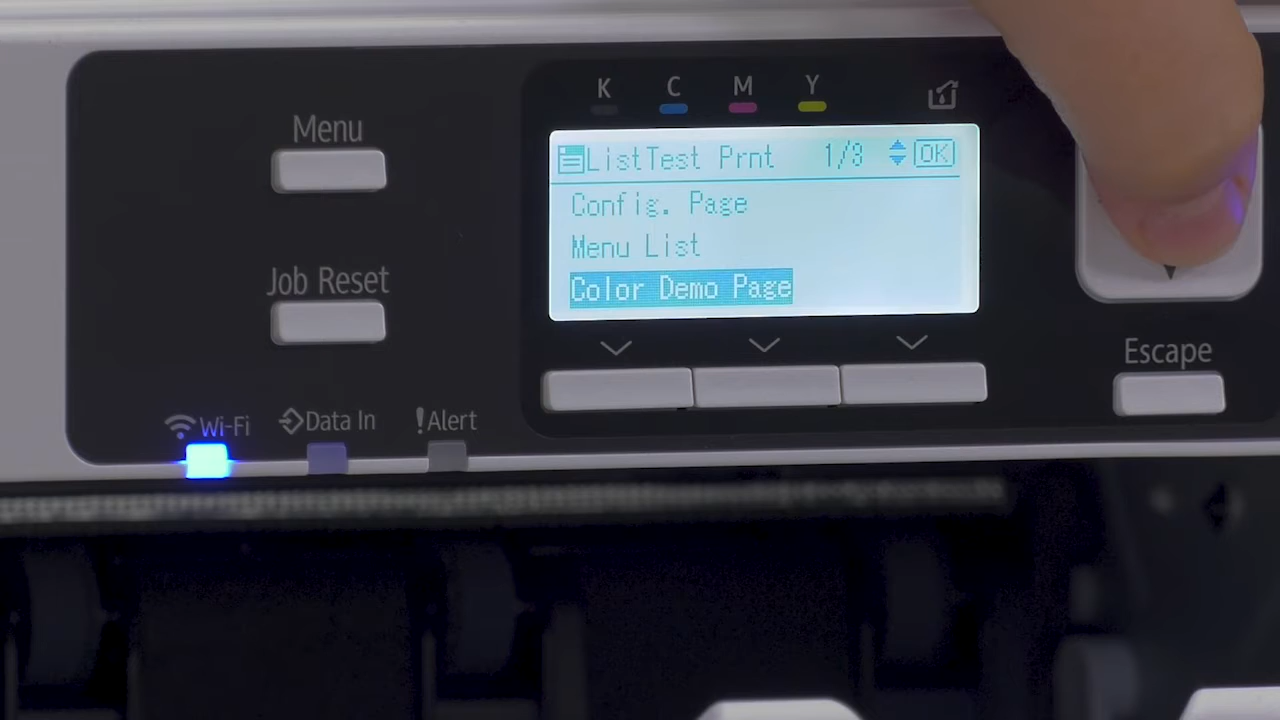 K C M Y
Menu
ListTest Prnt 1/3 OK
Config. Page
Menu List
Job Reset
Color Demo Page
Escape
Wi-Fi Data In !Alert